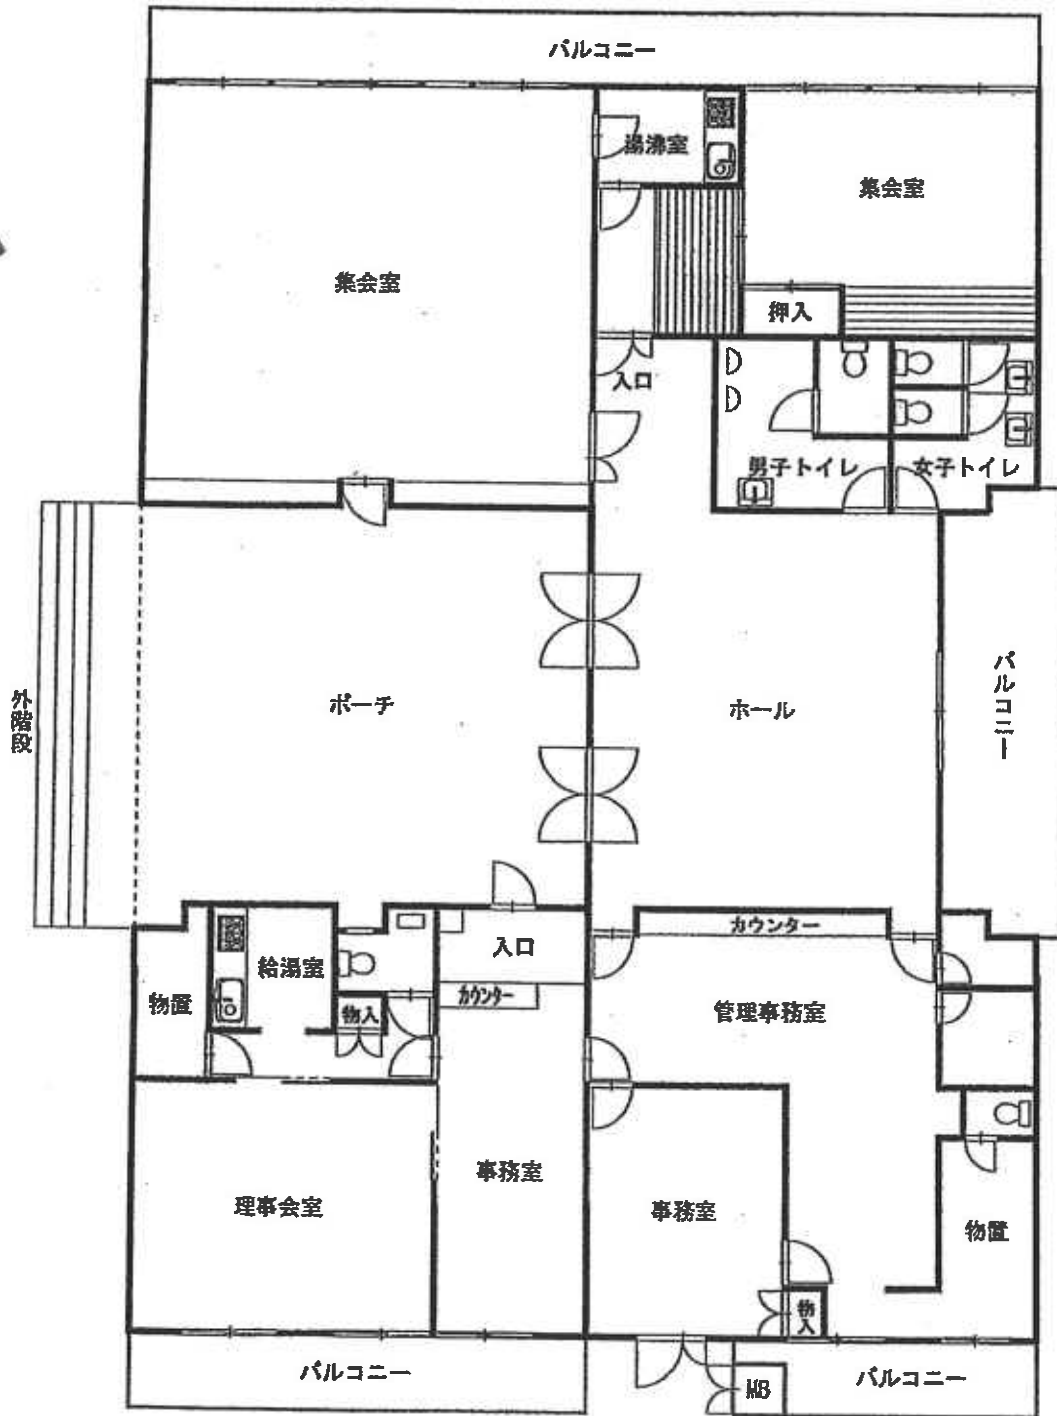 バルコニー
湯沸室
集会室
集会室
押入
入口
男子トイレ
女子トイレ
外階段
ポーチ
ホール
バルコニー
カウンター
入口
給湯室
カウンター
物置
物入
管理事務室
事務室
理事会室
事務室
物置
物入
バルコニー
バルコニー
MB